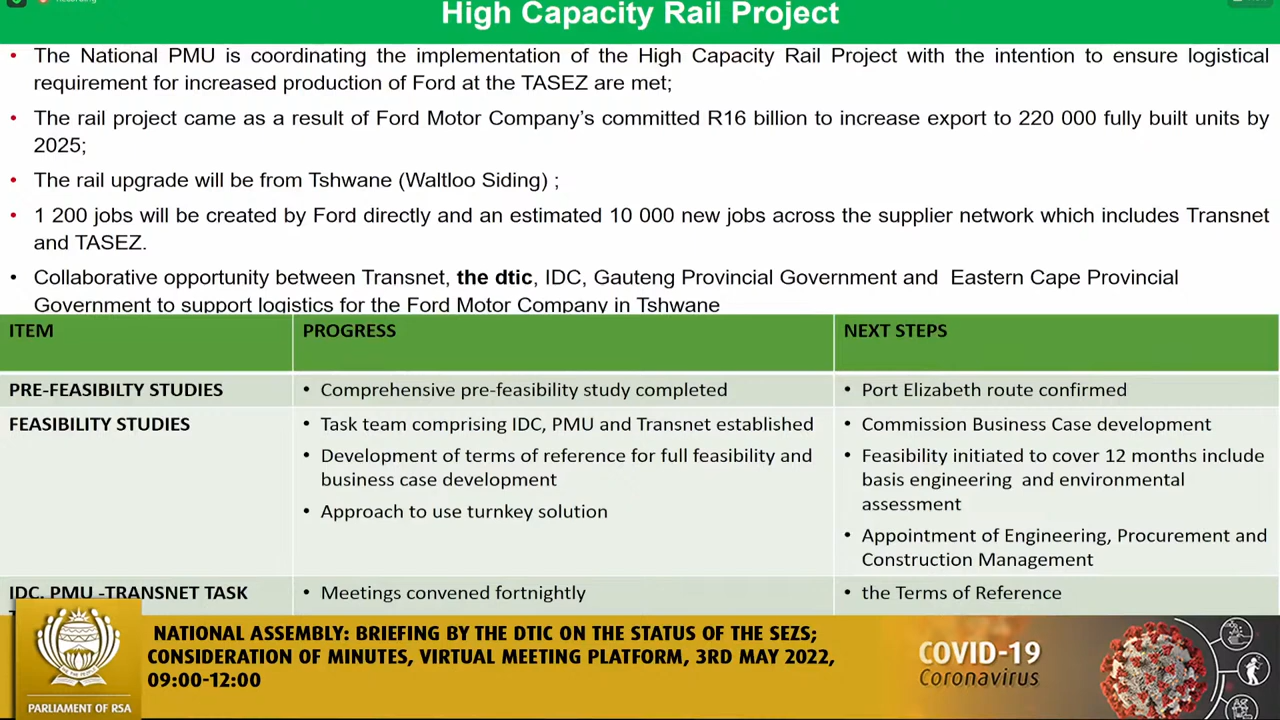 High Capacity Rail Project
• The National PMU is coordinating the implementation of the High Capacity Rail Project with the intention to ensure logistical
requirement for increased production of Ford at the TASEZ are met;
• The rail project came as a result of Ford Motor Company’s committed R16 billion to increase export to 220 000 fully built units by
2025;
• The rail upgrade will be from Tshwane (Waltloo Siding) ;
• 1 200 jobs will be created by Ford directly and an estimated 10 000 new jobs across the supplier network which includes Transnet
and TASEZ.
• Collaborative opportunity between Transnet, the dtic, IDC, Gauteng Provincial Government and Eastern Cape Provincial
Government to support logistics for the Ford Motor Company in Tshwane
ITEM PROGRESS NEXT STEPS
PRE-FEASIBILTY STUDIES
• Comprehensive pre-feasibility study completed
• Port Elizabeth route confirmed
FEASIBILITY STUDIES
• Task team comprising IDC, PMU and Transnet established
• Development of terms of reference for full feasibility and
business case development
• Approach to use turnkey solution
• Commission Business Case development
• Feasibility initiated to cover 12 months include
basis engineering and environmental
assessment
• Appointment of Engineering, Procurement and
Construction Management
IDC, PMU -TRANSNET TASK
• Meetings convened fortnightly
• the Terms of Reference
NATIONAL ASSEMBLY: BRIEFING BY THE DTIC ON THE STATUS OF THE SEZS;
CONSIDERATION OF MINUTES, VIRTUAL MEETING PLATFORM, 3RD MAY 2022,
09:00-12:00
PARLIAMENT OF RSA
COVID-19
Coronavirus